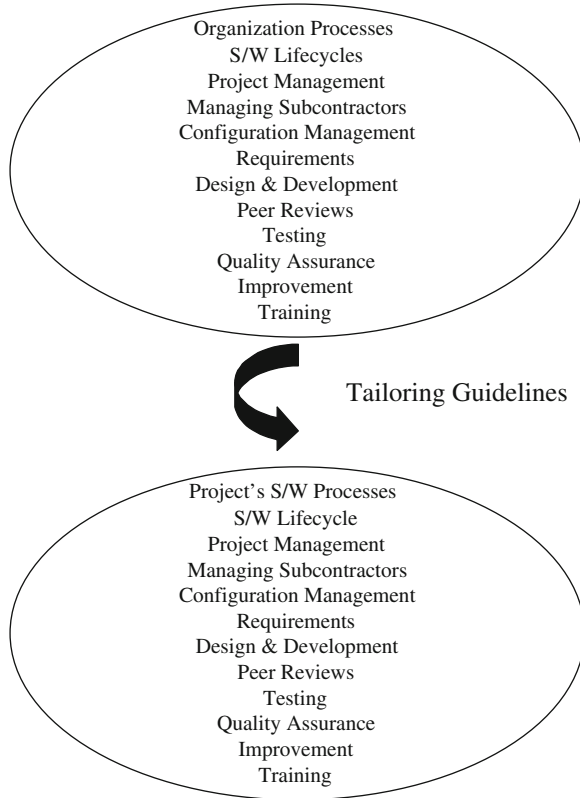 Organization Processes
S/W Lifecycles
Project Management
Managing Subcontractors
Configuration Management
Requirements
Design & Development
Peer Reviews
Testing
Quality Assurance
Improvement
Training
Tailoring Guidelines
Project’s S/W Processes
S/W Lifecycle
Project Management
Managing Subcontractors
Configuration Management
Requirements
Design & Development
Peer Reviews
Testing
Quality Assurance
Improvement
Training